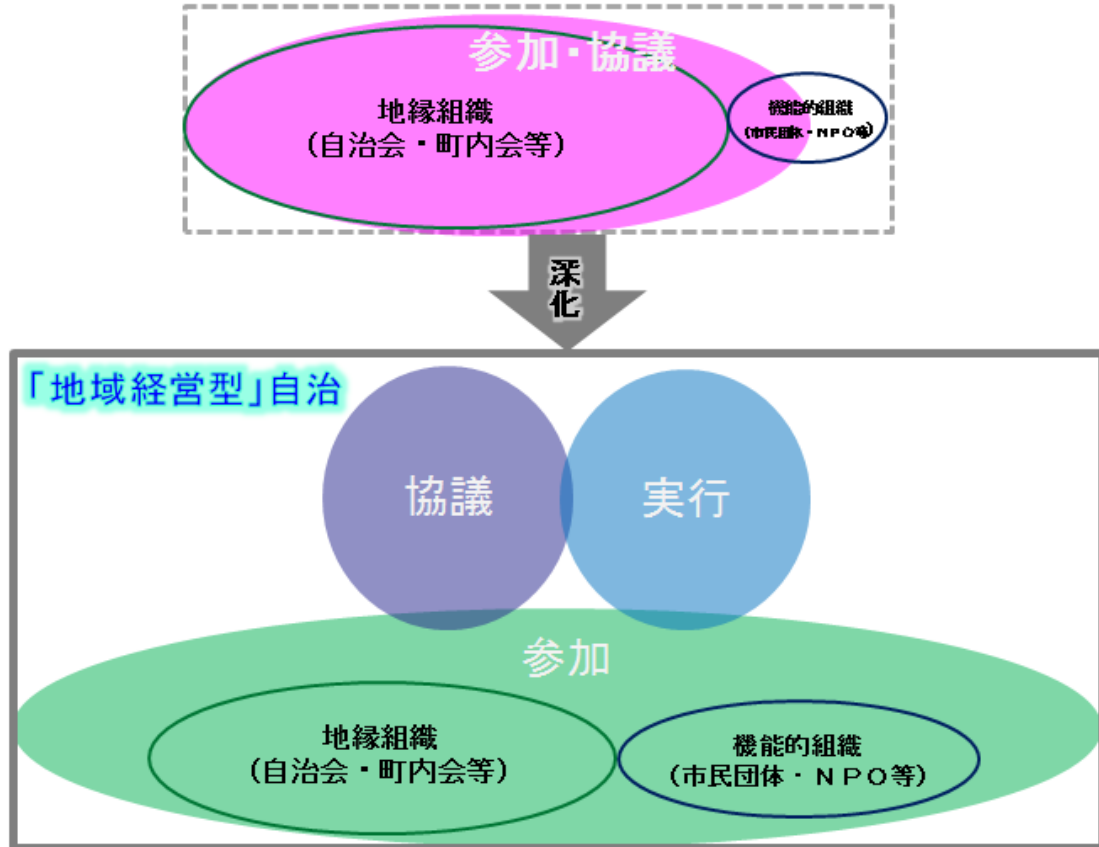 参加・協議
地縁組織
（自治会・町内会等）
機能的組織
（市民団体・ＮＰＯ等）
深化
「地域経営型」自治
協議
実行
参加
地縁組織
（自治会・町内会等）
機能的組織
（市民団体・ＮＰＯ等）